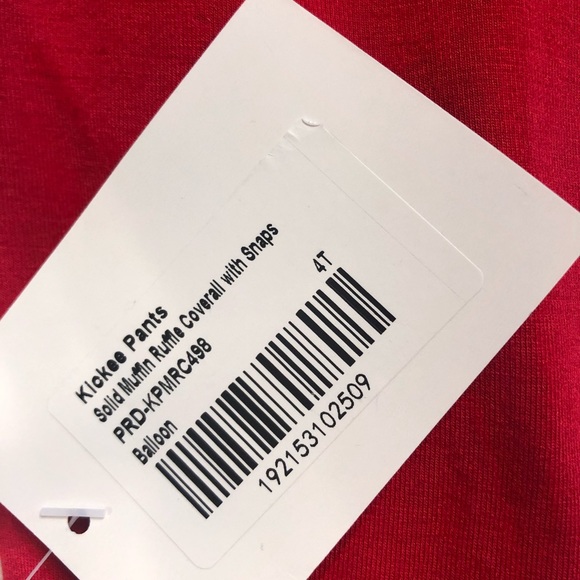 Kickee Pants
Solid Muffin Ruffle Coverall with Snaps
PRD-KPMRC498
Balloon
4T
192153102509